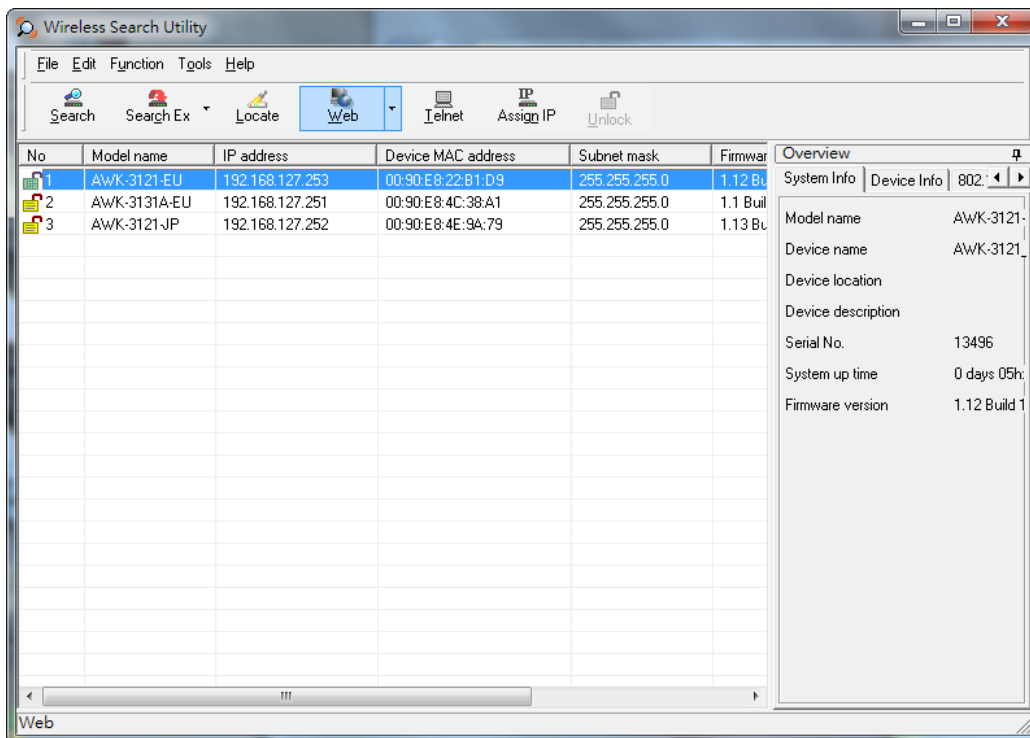 Wireless Search Utility
File Edit Function Tools Help
Search Search Ex Locate Web Telnet IP Assign IP Unlock
No Model name IP address Device MAC address Subnet mask Firmwar
1 AWK-3121-EU 192.168.127.253 00:90:E8:22:B1:D9 255.255.255.0 1.12 Bu
2 AWK-3131A-EU 192.168.127.251 00:90:E8:4C:38:A1 255.255.255.0 1.1 Buil
3 AWK-3121-JP 192.168.127.252 00:90:E8:4E:9A:79 255.255.255.0 1.13 Bu
Overview
System Info Device Info 802.
Model name AWK-3121-
Device name AWK-3121_
Device location
Device description
Serial No. 13496
System up time 0 days 05h:
Firmware version 1.12 Build 1
Web